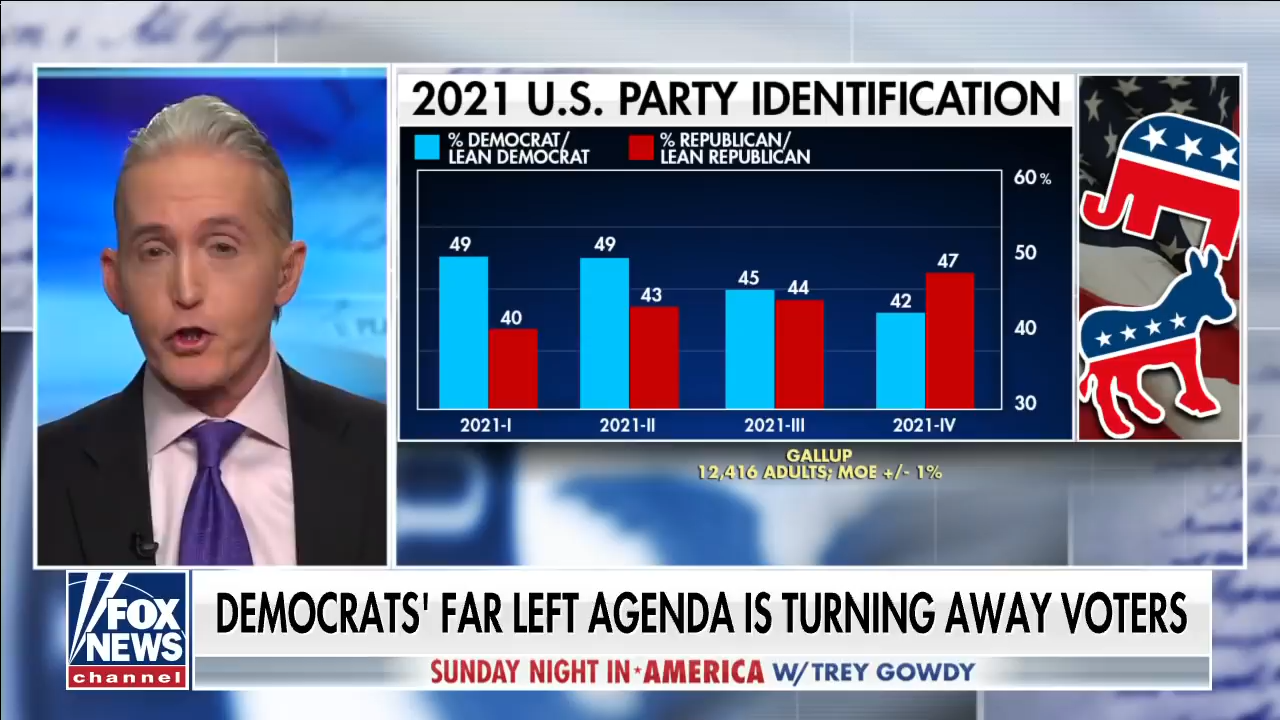 2021 U.S. PARTY IDENTIFICATION
% DEMOCRAT/
LEAN DEMOCRAT
% REPUBLICAN/
LEAN REPUBLICAN
60%
50
40
30
49
40
49
43
45
44
42
47
2021-I
2021-II
2021-III
2021-IV
GALLUP
12,416 ADULTS; MOE +/- 1%
FOX
NEWS
channel
DEMOCRATS' FAR LEFT AGENDA IS TURNING AWAY VOTERS
SUNDAY NIGHT IN★AMERICA W/TREY GOWDY